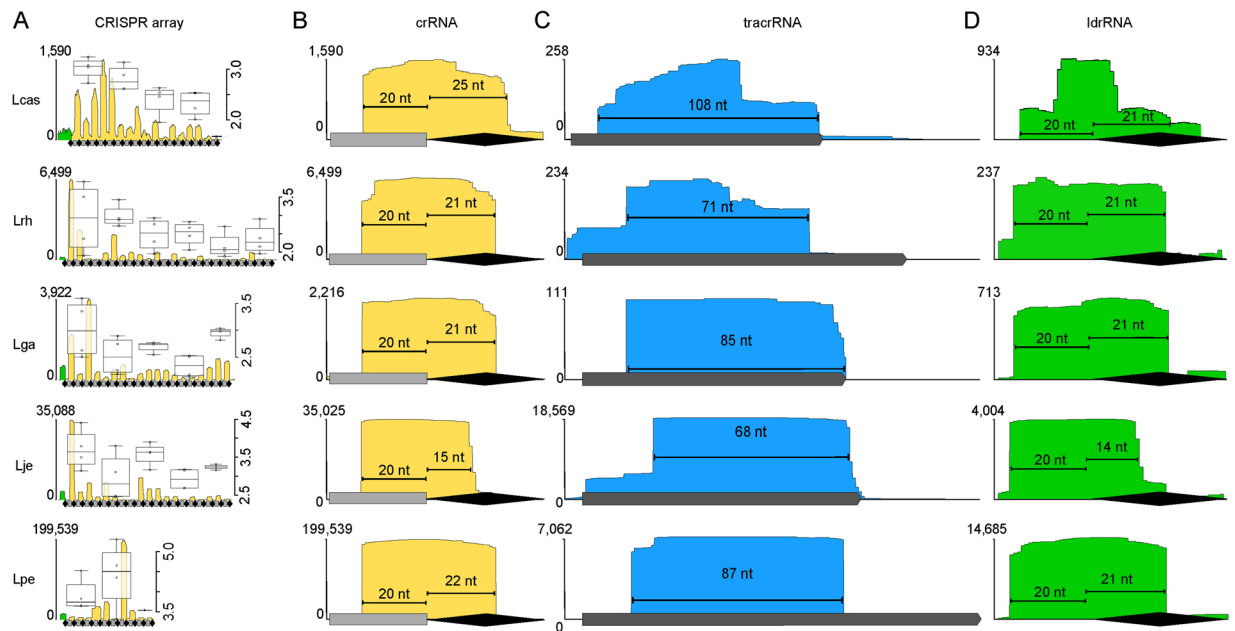 A CRISPR array B crRNA C tracrRNA D ldrRNA
Lcas 1,590 0 3.0 2.0 1,590 0 20 nt 25 nt 258 0 108 nt 934 0 20 nt 21 nt
Lrh 6,499 0 3.5 2.0 6,499 0 20 nt 21 nt 234 0 71 nt 237 0 20 nt 21 nt
Lga 3,922 0 3.5 2.5 2,216 0 20 nt 21 nt 111 0 85 nt 713 0 20 nt 21 nt
Lje 35,088 0 4.5 3.5 2.5 35,025 0 20 nt 15 nt 18,569 0 68 nt 4,004 0 20 nt 14 nt
Lpe 199,539 0 5.0 3.5 199,539 0 20 nt 22 nt 7,062 0 87 nt 14,685 0 20 nt 21 nt